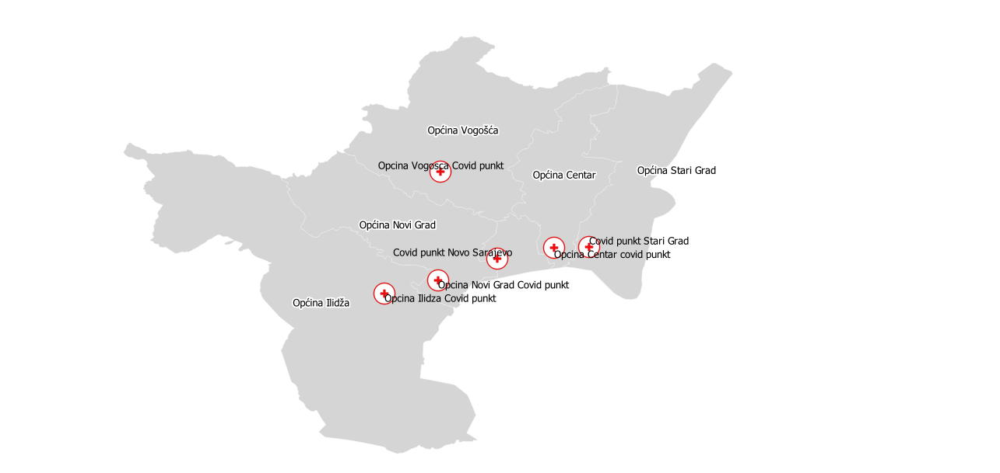 Općina Vogošća
Opcina Vogosca Covid punkt
Općina Centar
Općina Stari Grad
Općina Novi Grad
Covid punkt Stari Grad
Covid punkt Novo Sarajevo
Opcina Centar covid punkt
Opcina Novi Grad Covid punkt
Opcina Ilidza Covid punkt
Općina Ilidža